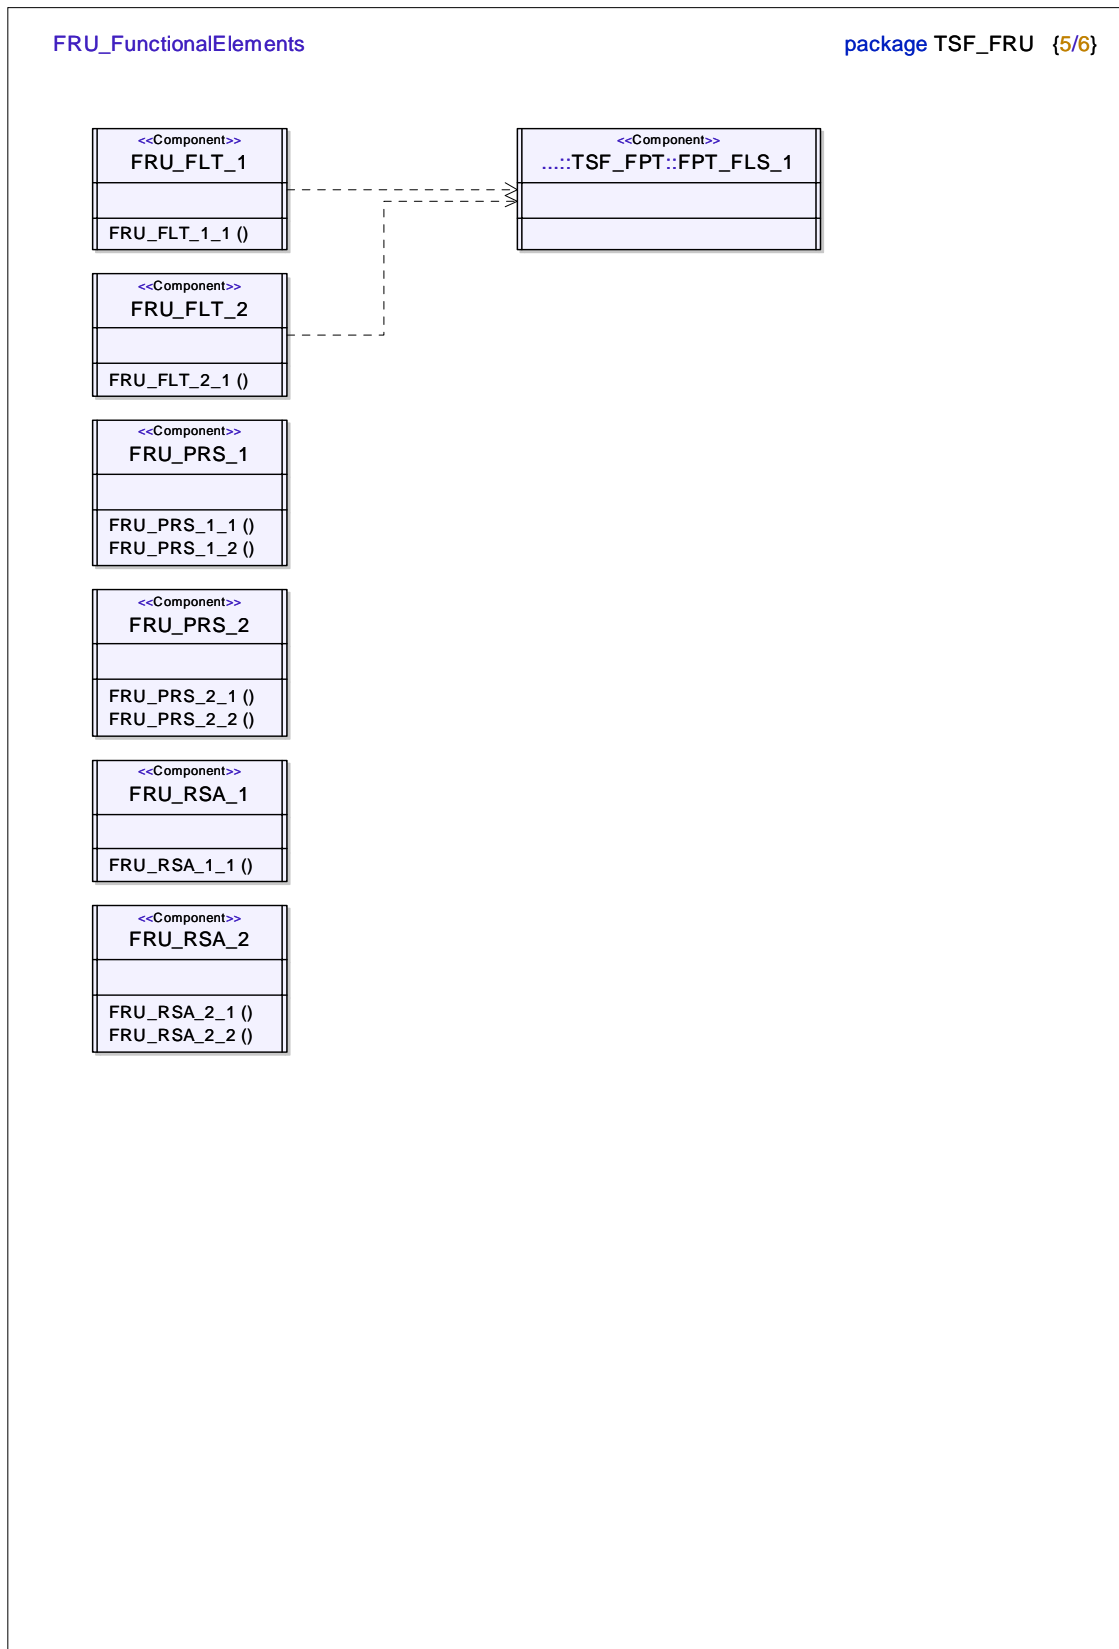 FRU_FunctionalElements
package TSF_FRU {5/6}
<<Component>>
FRU_FLT_1
FRU_FLT_1_1 ()
<<Component>>
...::TSF_FPT::FPT_FLS_1
<<Component>>
FRU_FLT_2
FRU_FLT_2_1 ()
<<Component>>
FRU_PRS_1
FRU_PRS_1_1 ()
FRU_PRS_1_2 ()
<<Component>>
FRU_PRS_2
FRU_PRS_2_1 ()
FRU_PRS_2_2 ()
<<Component>>
FRU_RSA_1
FRU_RSA_1_1 ()
<<Component>>
FRU_RSA_2
FRU_RSA_2_1 ()
FRU_RSA_2_2 ()